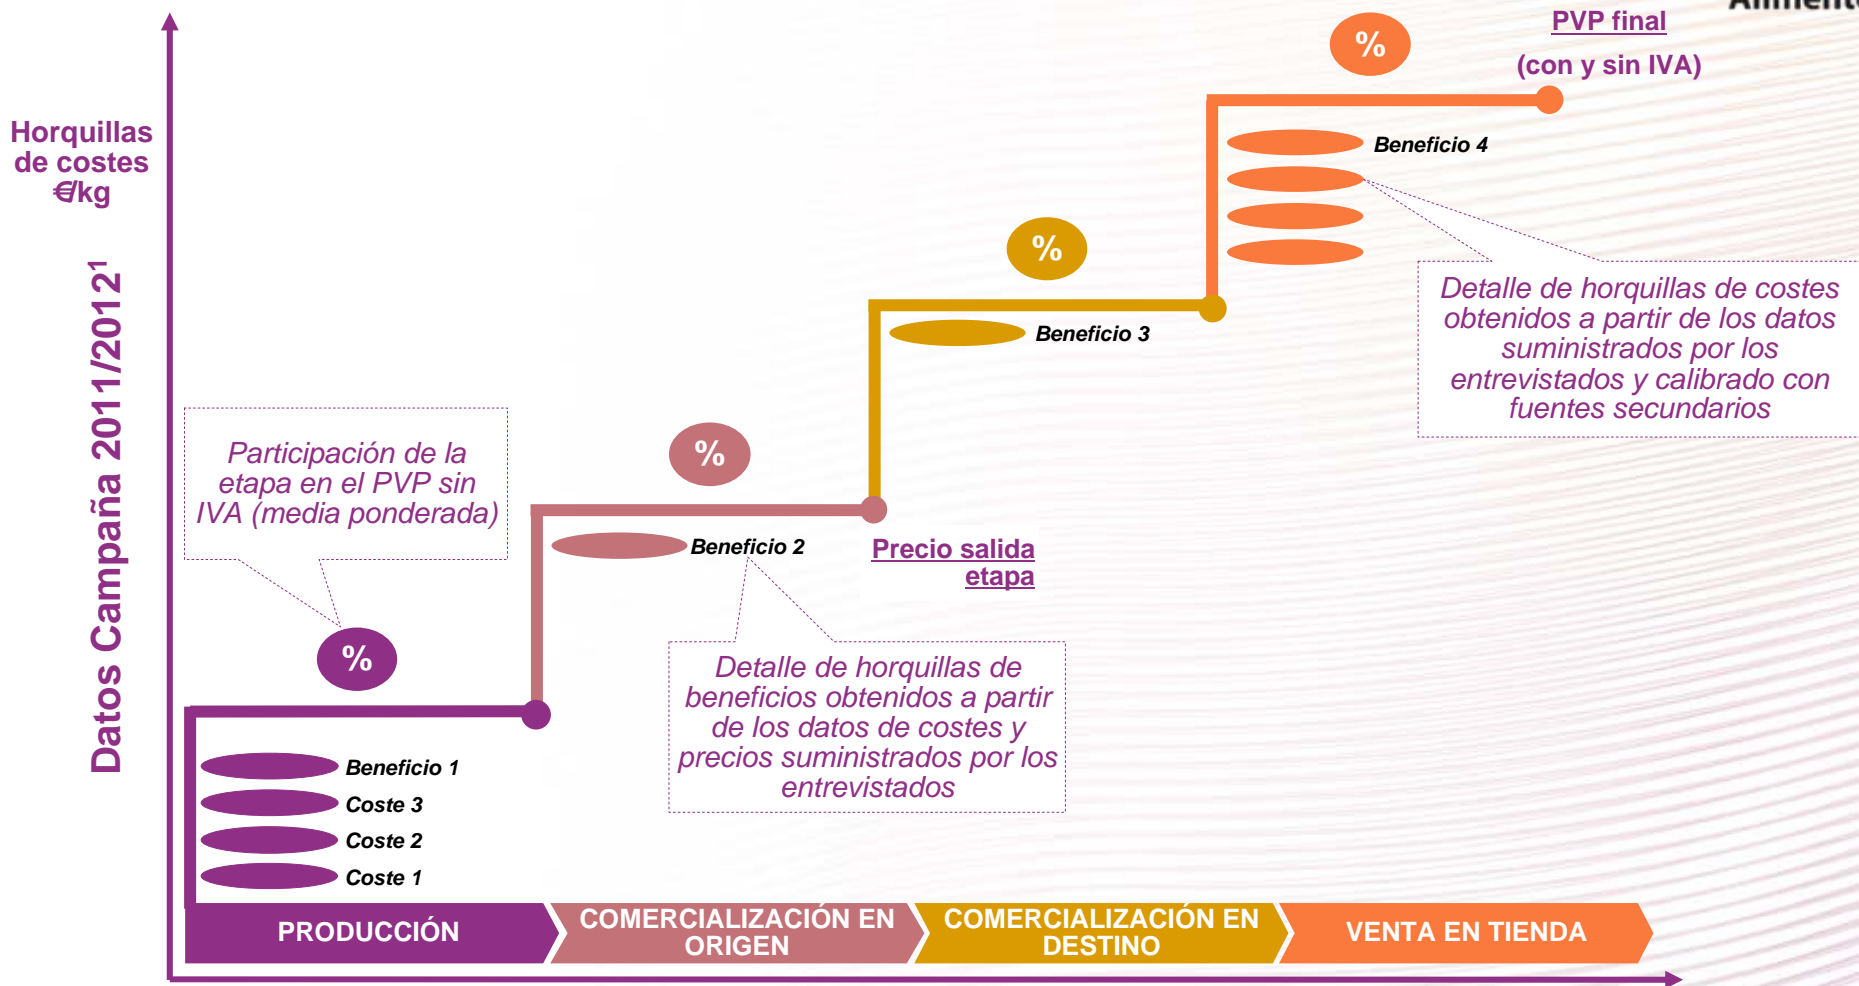 PVP final
(con y sin IVA)
%
Horquillas
de costes
€/kg
Datos Campaña 2011/2012¹
Beneficio 4
%
Detalle de horquillas de costes
obtenidos a partir de los datos
suministrados por los
entrevistados y calibrado con
fuentes secundarios
Beneficio 3
Participación de la
etapa en el PVP sin
IVA (media ponderada)
%
Beneficio 2
Precio salida
etapa
%
Detalle de horquillas de
beneficios obtenidos a partir
de los datos de costes y
precios suministrados por los
entrevistados
Beneficio 1
Coste 3
Coste 2
Coste 1
PRODUCCIÓN
COMERCIALIZACIÓN EN
ORIGEN
COMERCIALIZACIÓN EN
DESTINO
VENTA EN TIENDA